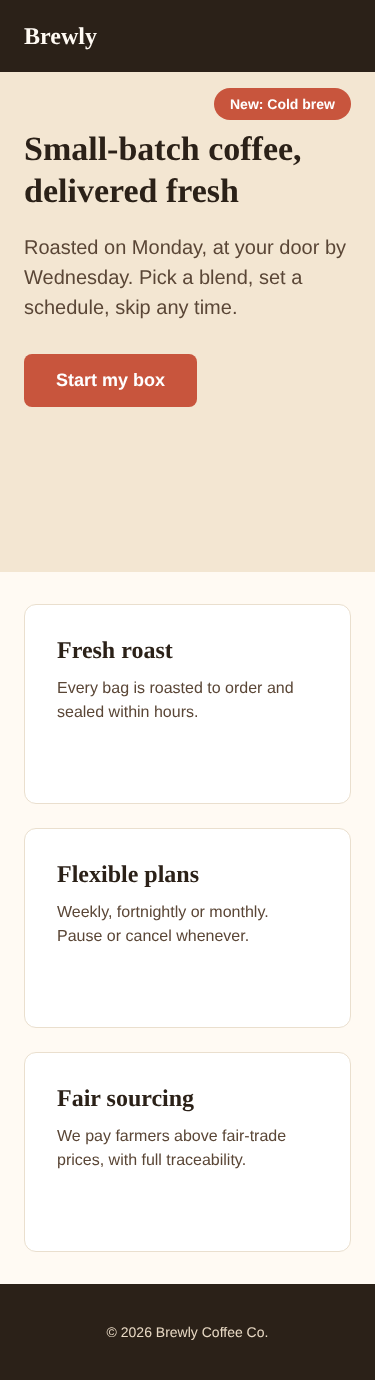 Brewly
New: Cold brew
Small-batch coffee,
delivered fresh
Roasted on Monday, at your door by
Wednesday. Pick a blend, set a
schedule, skip any time.
Start my box
Fresh roast
Every bag is roasted to order and
sealed within hours.
Flexible plans
Weekly, fortnightly or monthly.
Pause or cancel whenever.
Fair sourcing
We pay farmers above fair-trade
prices, with full traceability.
© 2026 Brewly Coffee Co.